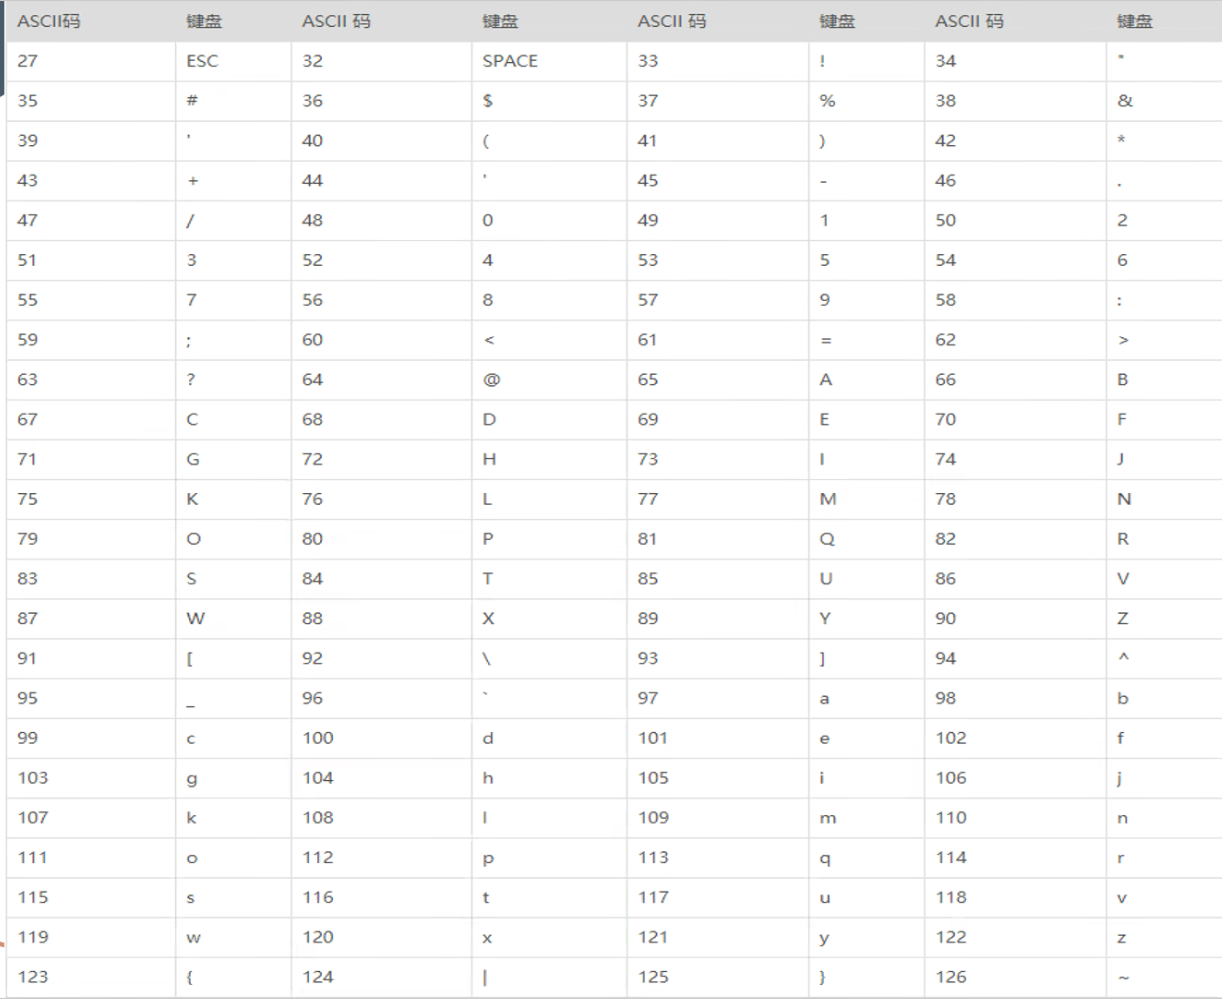 ASCII码 键盘 ASCII 码 键盘 ASCII 码 键盘 ASCII 码 键盘
27 ESC 32 SPACE 33 ! 34 "
35 # 36 $ 37 % 38 &
39 ' 40 ( 41 ) 42 *
43 + 44 ' 45 - 46 .
47 / 48 0 49 1 50 2
51 3 52 4 53 5 54 6
55 7 56 8 57 9 58 :
59 ; 60 < 61 = 62 >
63 ? 64 @ 65 A 66 B
67 C 68 D 69 E 70 F
71 G 72 H 73 I 74 J
75 K 76 L 77 M 78 N
79 O 80 P 81 Q 82 R
83 S 84 T 85 U 86 V
87 W 88 X 89 Y 90 Z
91 [ 92 \ 93 ] 94 ^
95 _ 96 ` 97 a 98 b
99 c 100 d 101 e 102 f
103 g 104 h 105 i 106 j
107 k 108 l 109 m 110 n
111 o 112 p 113 q 114 r
115 s 116 t 117 u 118 v
119 w 120 x 121 y 122 z
123 { 124 | 125 } 126 ~